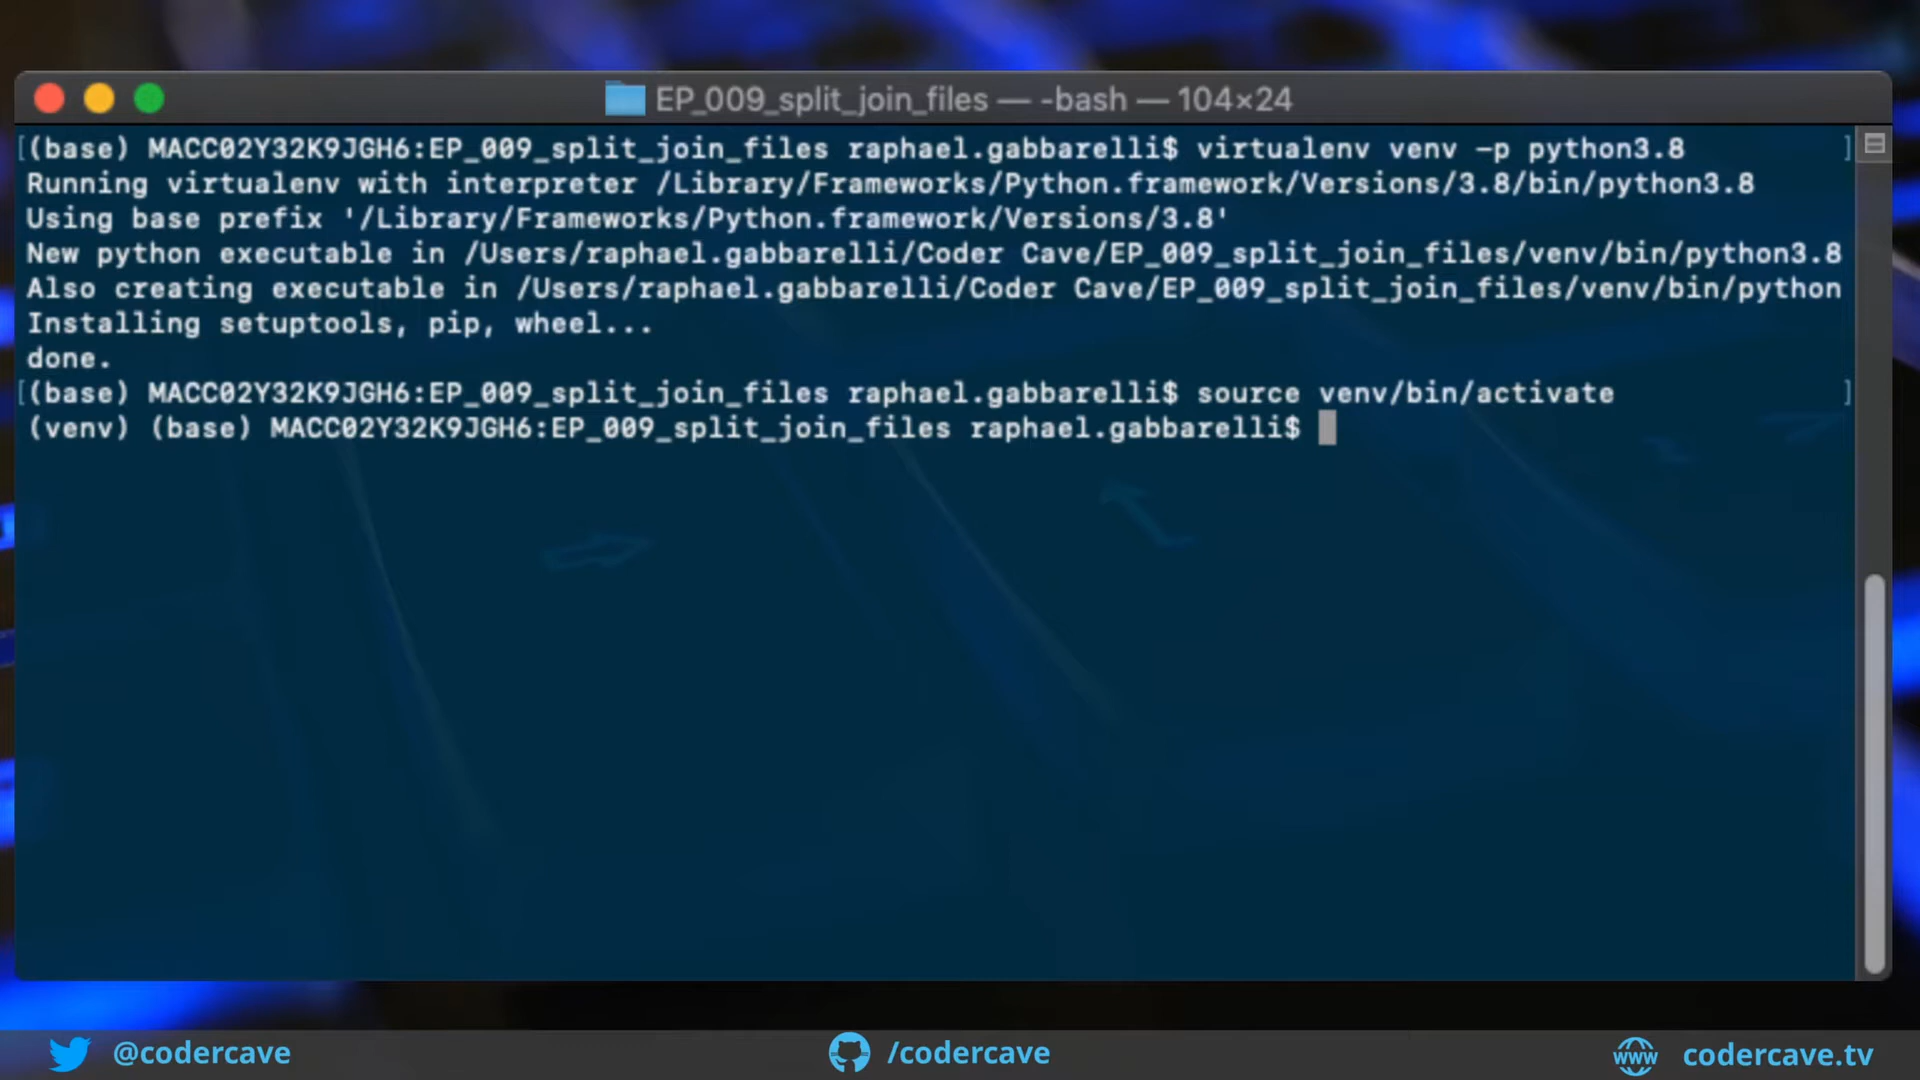 EP_009_split_join_files — -bash — 104×24
[(base) MACC02Y32K9JGH6:EP_009_split_join_files raphael.gabbarelli$ virtualenv venv -p python3.8 ]
Running virtualenv with interpreter /Library/Frameworks/Python.framework/Versions/3.8/bin/python3.8
Using base prefix '/Library/Frameworks/Python.framework/Versions/3.8'
New python executable in /Users/raphael.gabbarelli/Coder Cave/EP_009_split_join_files/venv/bin/python3.8
Also creating executable in /Users/raphael.gabbarelli/Coder Cave/EP_009_split_join_files/venv/bin/python
Installing setuptools, pip, wheel...
done.
[(base) MACC02Y32K9JGH6:EP_009_split_join_files raphael.gabbarelli$ source venv/bin/activate ]
(venv) (base) MACC02Y32K9JGH6:EP_009_split_join_files raphael.gabbarelli$
@codercave
/codercave
www codercave.tv